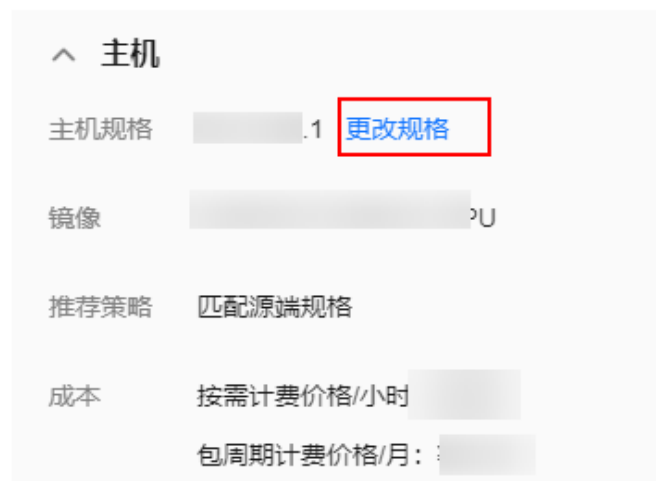 主机
主机规格 .1 更改规格
镜像 PU
推荐策略 匹配源端规格
成本 按需计费价格/小时
包周期计费价格/月：